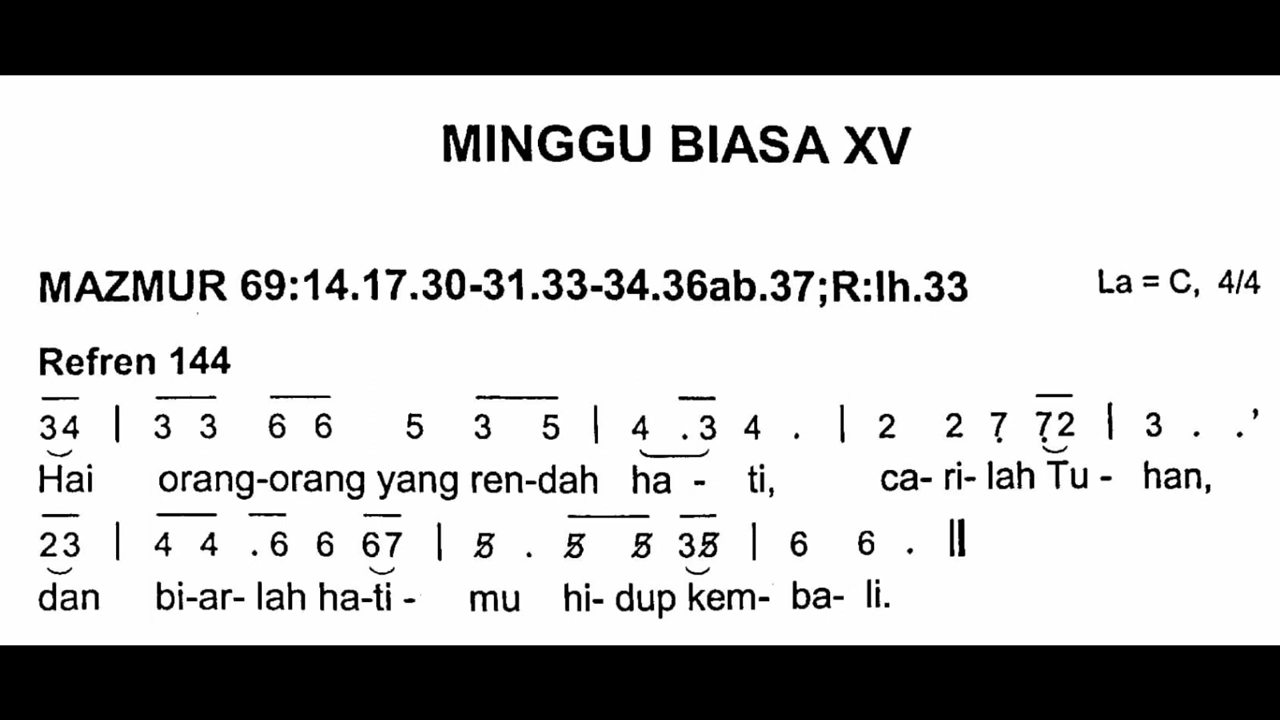 MINGGU BIASA XV
MAZMUR 69:14.17.30-31.33-34.36ab.37;R:lh.33 La = C, 4/4
Refren 144
34 | 3 3 6 6 5 3 5 | 4 .3 4 . | 2 2 7̣ 7̣2 | 3 . .’
Hai orang-orang yang ren-dah ha - ti, ca- ri- lah Tu - han,
23 | 4 4 .6 6 67 | 5̸ . 5̸ 5̸ 35̸ | 6 6 . ||
dan bi-ar- lah ha-ti - mu hi- dup kem- ba- li.